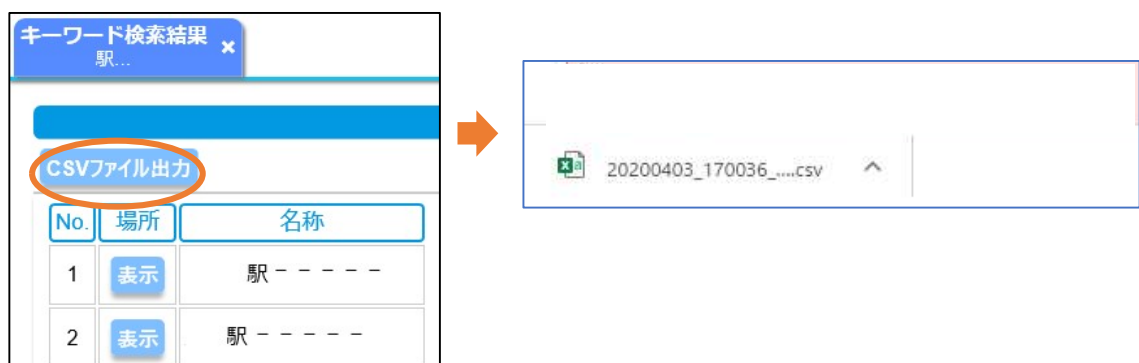 キーワード検索結果 ×
駅...
CSVファイル出力
No. 場所 名称
1 表示 駅－－－－－
2 表示 駅－－－－－
20200403_170036_....csv